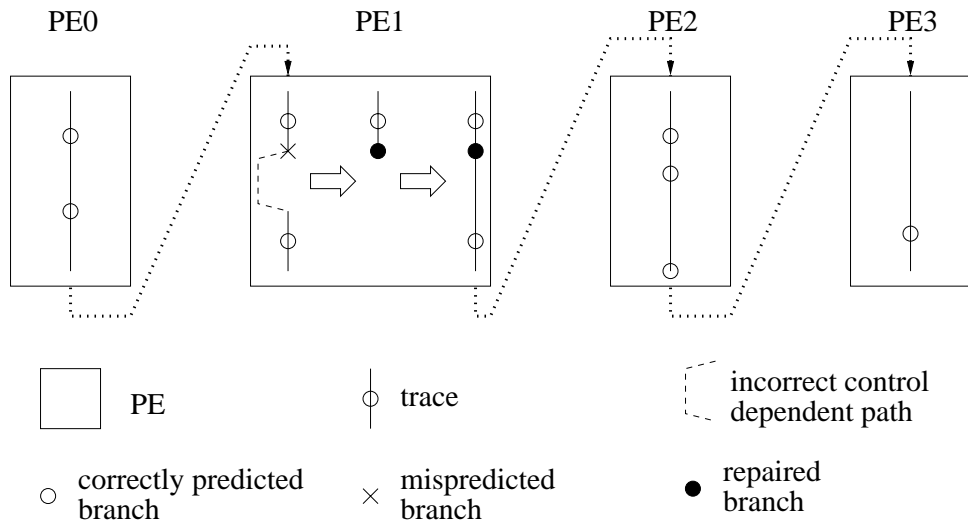 PE0
PE1
PE2
PE3
PE
trace
incorrect control
dependent path
correctly predicted
branch
mispredicted
branch
repaired
branch